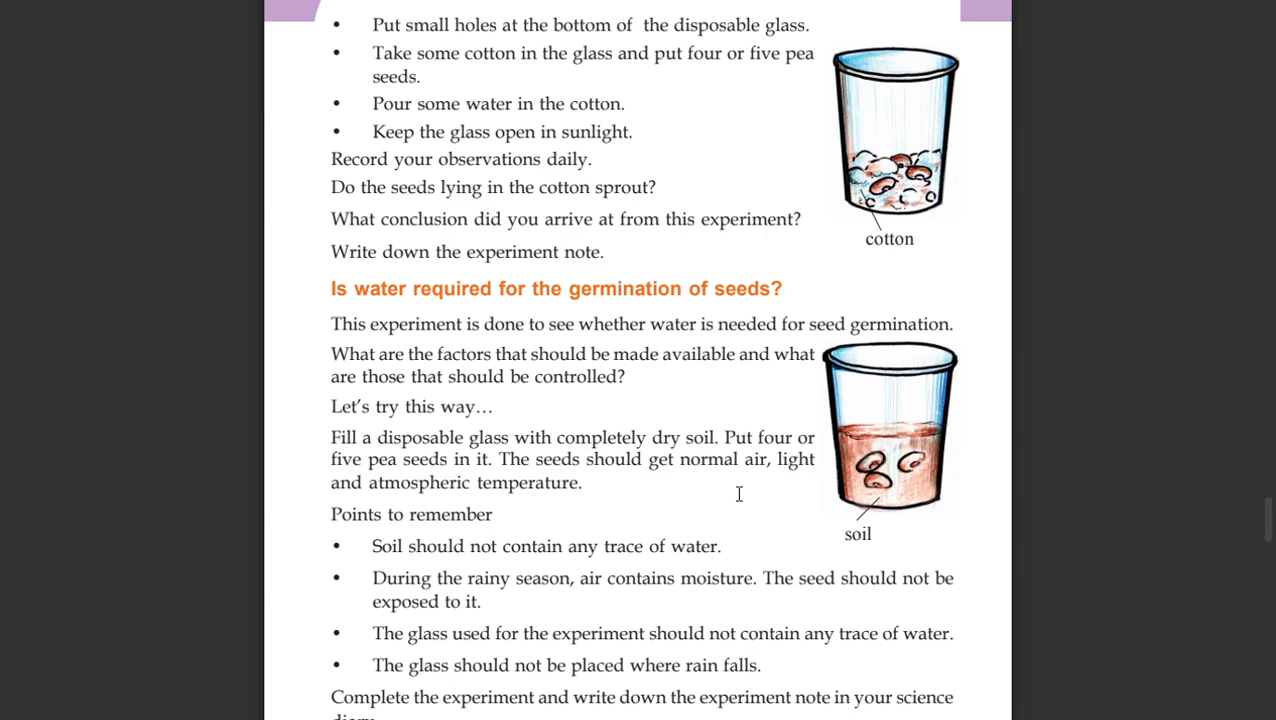 • Put small holes at the bottom of the disposable glass.
• Take some cotton in the glass and put four or five pea
seeds.
• Pour some water in the cotton.
• Keep the glass open in sunlight.
Record your observations daily.
Do the seeds lying in the cotton sprout?
What conclusion did you arrive at from this experiment?
cotton
Write down the experiment note.
Is water required for the germination of seeds?
This experiment is done to see whether water is needed for seed germination.
What are the factors that should be made available and what
are those that should be controlled?
Let's try this way…
Fill a disposable glass with completely dry soil. Put four or
five pea seeds in it. The seeds should get normal air, light
and atmospheric temperature.
Points to remember
soil
• Soil should not contain any trace of water.
• During the rainy season, air contains moisture. The seed should not be
exposed to it.
• The glass used for the experiment should not contain any trace of water.
• The glass should not be placed where rain falls.
Complete the experiment and write down the experiment note in your science